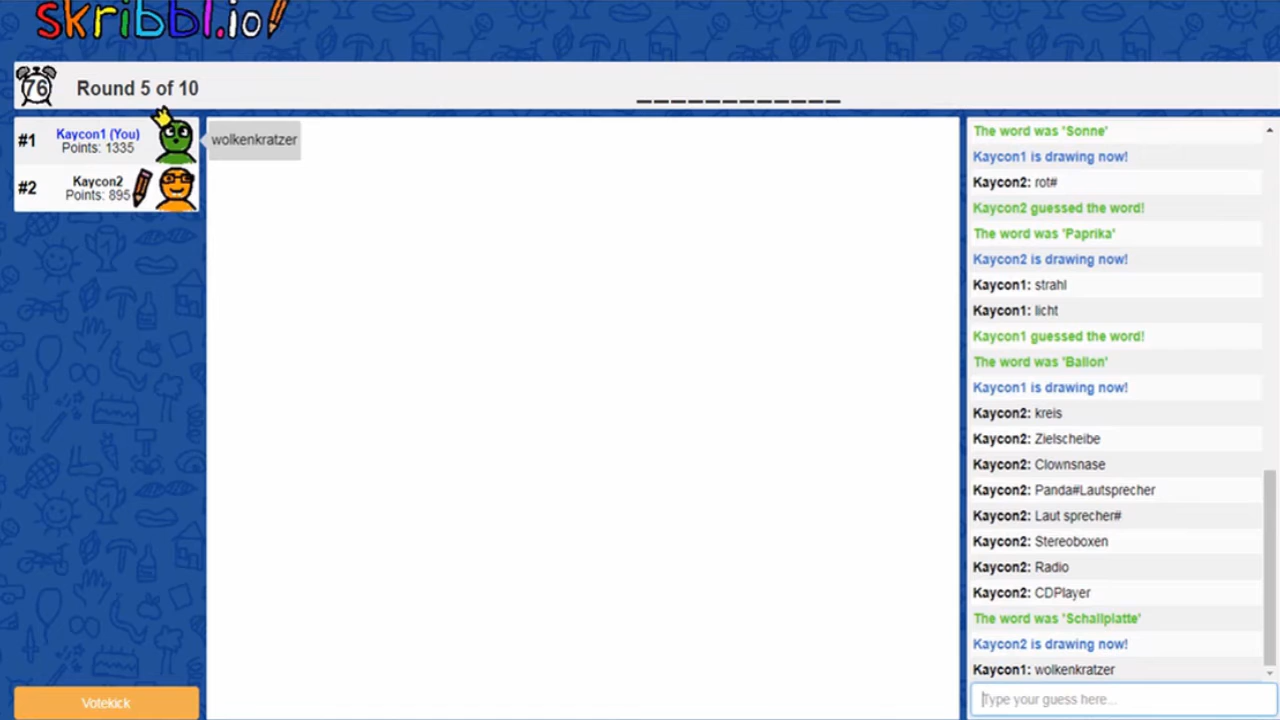 skribbl.io
76
Round 5 of 10
____________
#1
Kaycon1 (You)
Points: 1335
#2
Kaycon2
Points: 895
wolkenkratzer
The word was 'Sonne'
Kaycon1 is drawing now!
Kaycon2: rot#
Kaycon2 guessed the word!
The word was 'Paprika'
Kaycon2 is drawing now!
Kaycon1: strahl
Kaycon1: licht
Kaycon1 guessed the word!
The word was 'Ballon'
Kaycon1 is drawing now!
Kaycon2: kreis
Kaycon2: Zielscheibe
Kaycon2: Clownsnase
Kaycon2: Panda#Lautsprecher
Kaycon2: Laut sprecher#
Kaycon2: Stereoboxen
Kaycon2: Radio
Kaycon2: CDPlayer
The word was 'Schallplatte'
Kaycon2 is drawing now!
Kaycon1: wolkenkratzer
Type your guess here...
Votekick